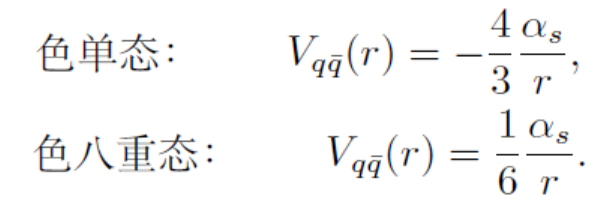 色单态: $V_{q\bar{q}}(r) = -\frac{4}{3}\frac{\alpha_s}{r},$
色八重态: $V_{q\bar{q}}(r) = \frac{1}{6}\frac{\alpha_s}{r}.$